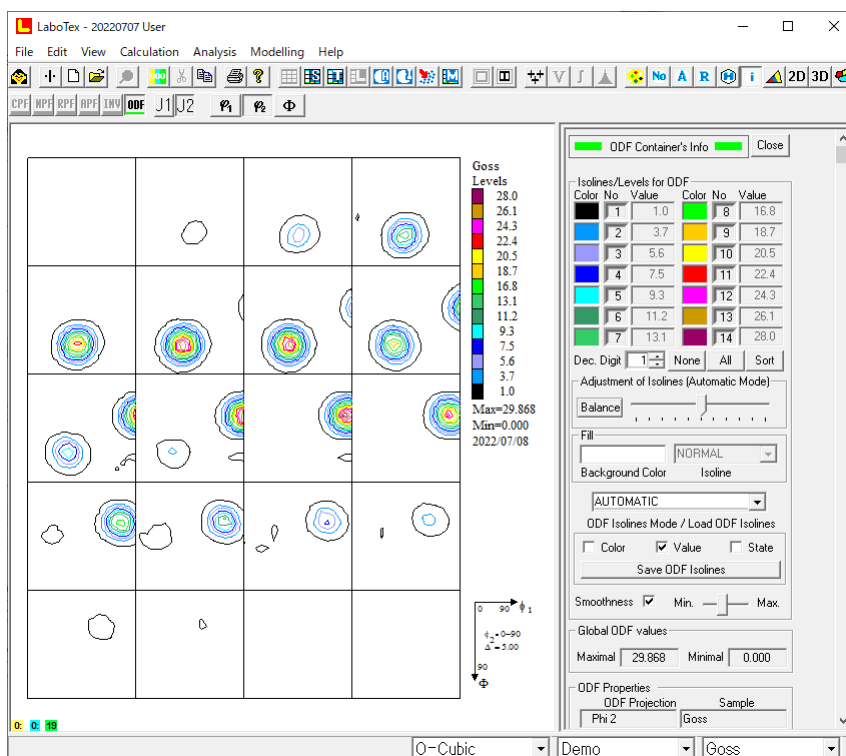 LaboTex - 20220707 User
File Edit View Calculation Analysis Modelling Help
No A R i 2D 3D
CPF NPF RPF APF INV ODF J1 J2 φ1 φ2 Φ
Goss
Levels
28.0
26.1
24.3
22.4
20.5
18.7
16.8
13.1
11.2
9.3
7.5
5.6
3.7
1.0
Max=29.868
Min=0.000
2022/07/08
0 90 ϕ1
ϕ2=0-90
Δ=5.00
90
Φ
0: 0: 19
ODF Container's Info Close
Isolines/Levels for ODF
Color No Value Color No Value
1 1.0 8 16.8
2 3.7 9 18.7
3 5.6 10 20.5
4 7.5 11 22.4
5 9.3 12 24.3
6 11.2 13 26.1
7 13.1 14 28.0
Dec. Digit 1 None All Sort
Adjustment of Isolines (Automatic Mode)
Balance
Fill
NORMAL
Background Color Isoline
AUTOMATIC
ODF Isolines Mode / Load ODF Isolines
Color Value State
Save ODF Isolines
Smoothness Min. Max.
Global ODF values
Maximal 29.868 Minimal 0.000
ODF Properties
ODF Projection Sample
Phi 2 Goss
O-Cubic Demo Goss